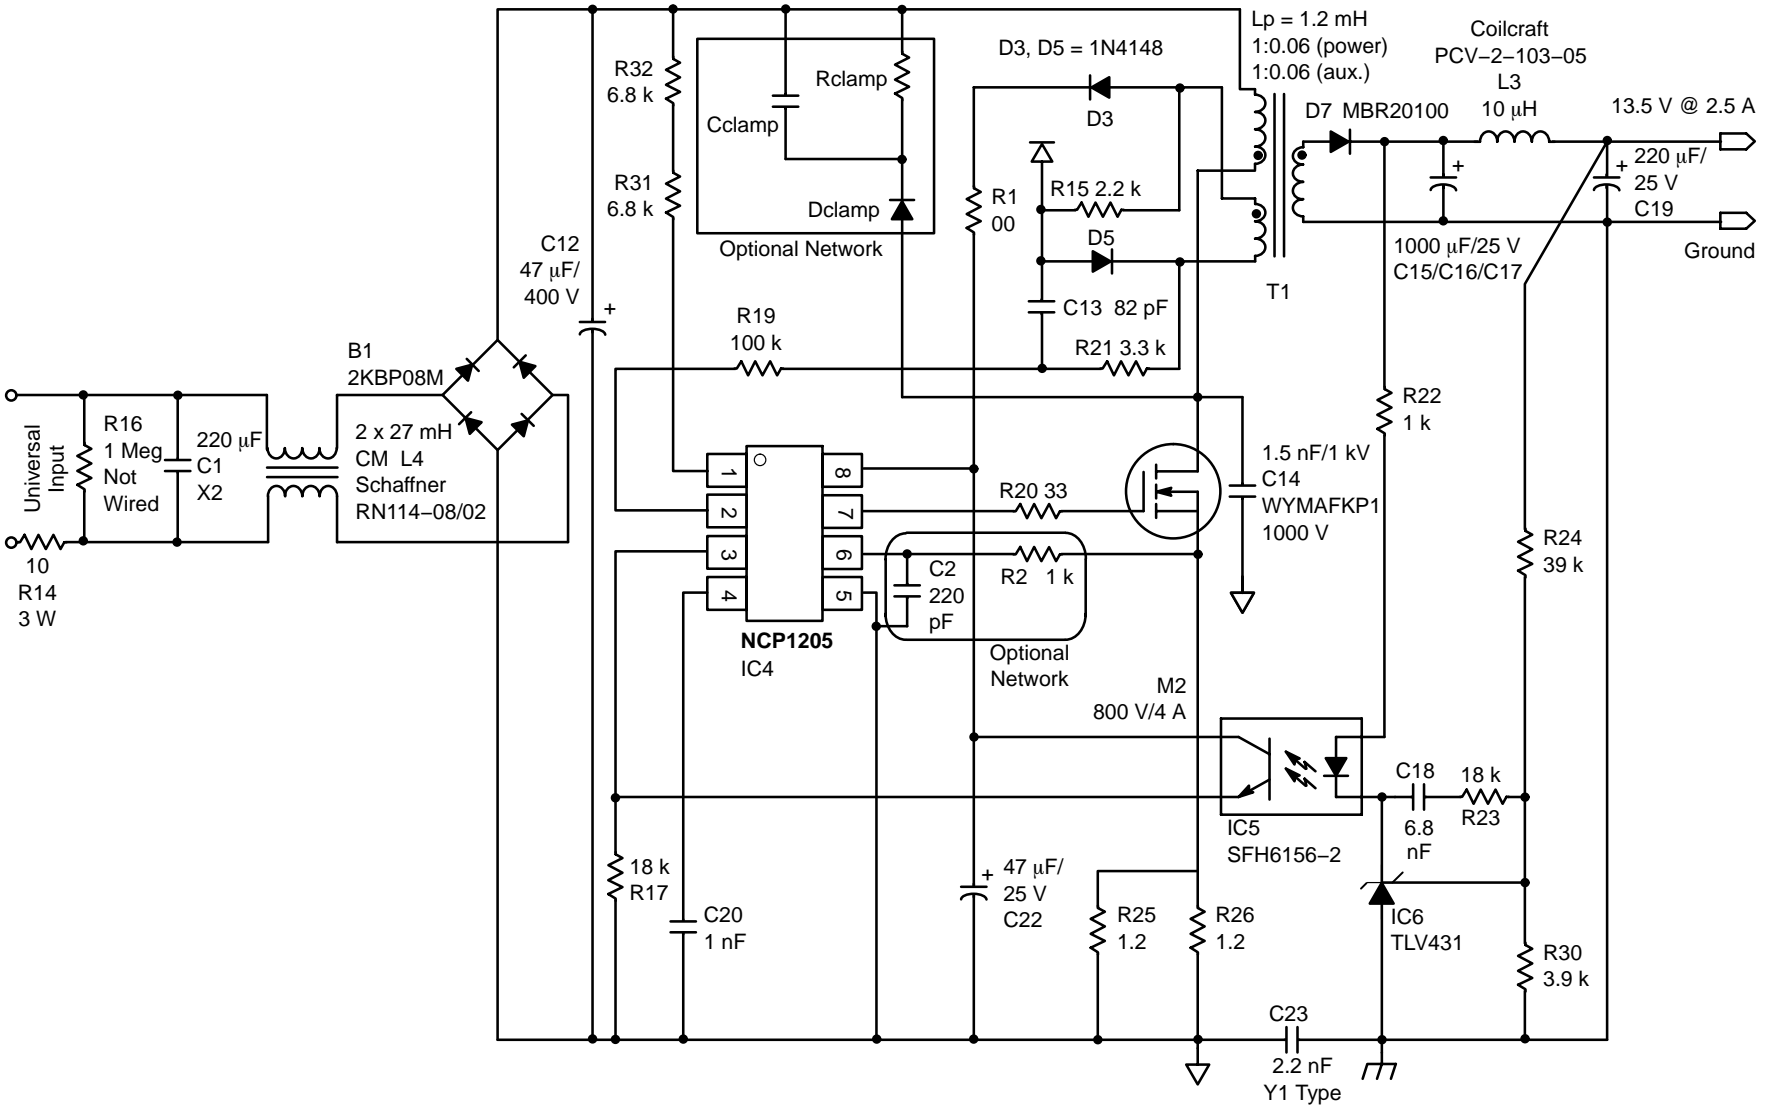 Lp = 1.2 mH
1:0.06 (power)
1:0.06 (aux.)
Coilcraft
PCV−2−103−05
L3
10 μH
D3, D5 = 1N4148
R32
6.8 k
Rclamp
Cclamp
D3
D7 MBR20100
13.5 V @ 2.5 A
R31
6.8 k
Dclamp
Optional Network
R1
00
R15 2.2 k
D5
220 μF/
25 V
C19
Ground
C12
47 μF/
400 V
+
1000 μF/25 V
C15/C16/C17
+
+
T1
C13 82 pF
R19
100 k
R21 3.3 k
B1
2KBP08M
R22
1 k
Universal
Input
R16
1 Meg
Not
Wired
220 μF
C1
X2
2 x 27 mH
CM L4
Schaffner
RN114−08/02
10
R14
3 W
1
2
3
4
8
7
6
5
NCP1205
IC4
R20 33
1.5 nF/1 kV
C14
WYMAFKP1
1000 V
C2
220
pF
R2 1 k
Optional
Network
R24
39 k
M2
800 V/4 A
IC5
SFH6156−2
C18
6.8
nF
18 k
R23
18 k
R17
C20
1 nF
+
47 μF/
25 V
C22
R25
1.2
R26
1.2
IC6
TLV431
R30
3.9 k
C23
2.2 nF
Y1 Type